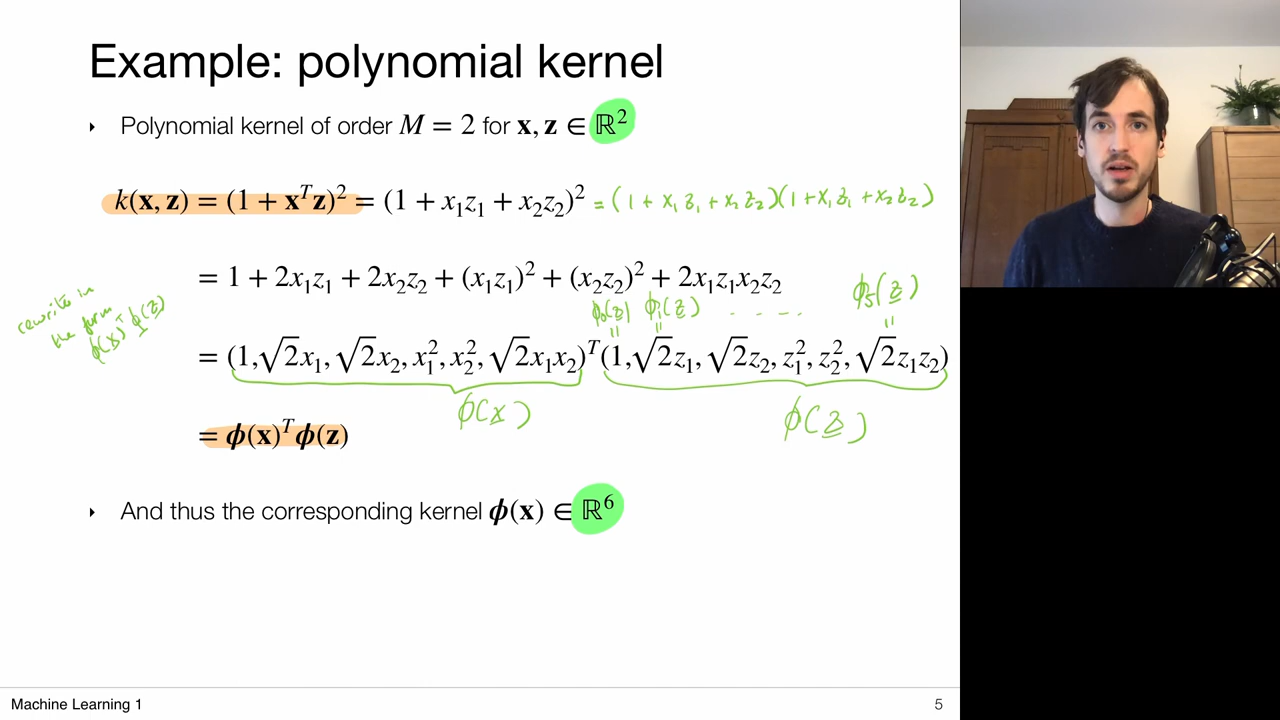 Example: polynomial kernel
‣ Polynomial kernel of order M = 2 for x, z ∈ ℝ²
k(x, z) = (1 + xᵀz)² = (1 + x₁z₁ + x₂z₂)² = (1 + x₁z₁ + x₂z₂)(1 + x₁z₁ + x₂z₂)
= 1 + 2x₁z₁ + 2x₂z₂ + (x₁z₁)² + (x₂z₂)² + 2x₁z₁x₂z₂
rewrite in
the form
ϕ(x)ᵀϕ(z)
ϕ₀(z) ϕ₁(z) - - - - ϕ₅(z)
= (1,√2x₁, √2x₂, x₁², x₂², √2x₁x₂)ᵀ(1,√2z₁, √2z₂, z₁², z₂², √2z₁z₂)
ϕ(x) ϕ(z)
= ϕ(x)ᵀϕ(z)
‣ And thus the corresponding kernel ϕ(x) ∈ ℝ⁶
Machine Learning 1 5